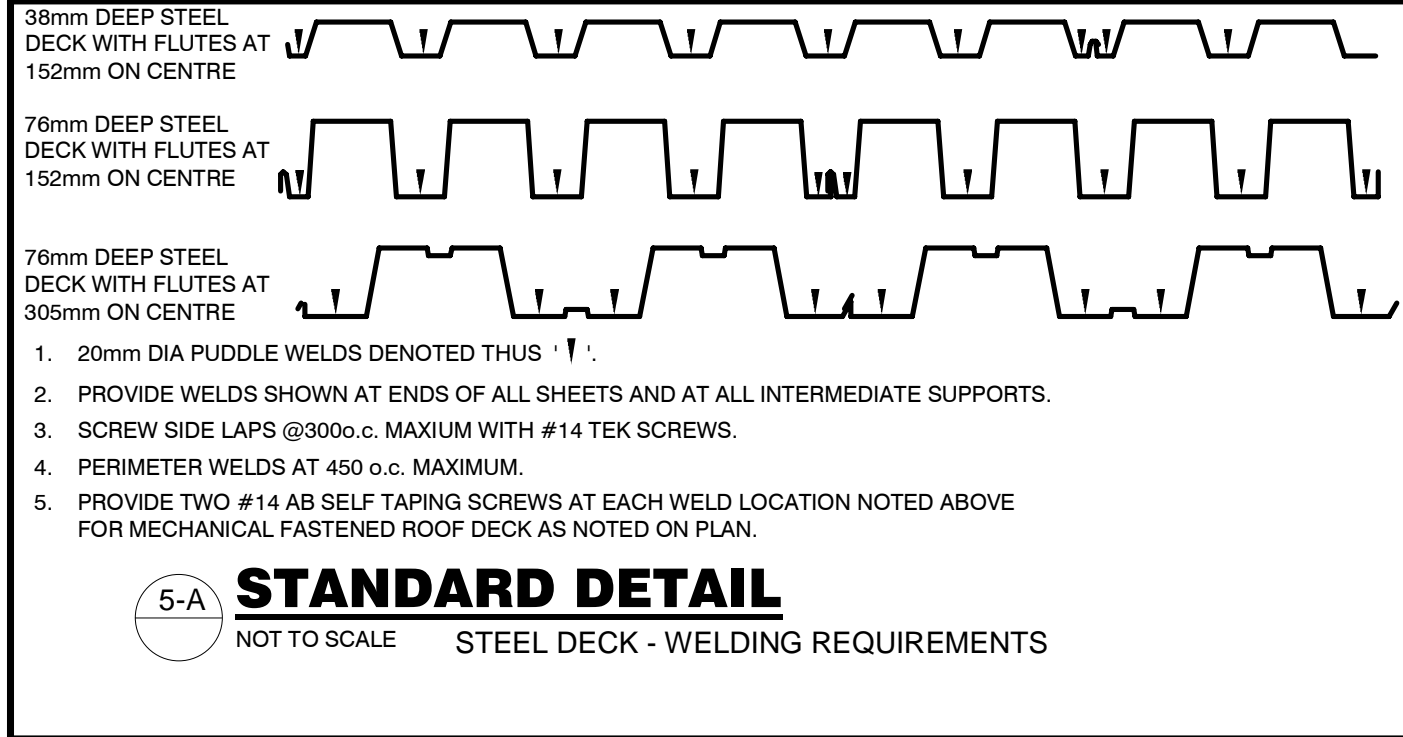 38mm DEEP STEEL
DECK WITH FLUTES AT
152mm ON CENTRE
76mm DEEP STEEL
DECK WITH FLUTES AT
152mm ON CENTRE
76mm DEEP STEEL
DECK WITH FLUTES AT
305mm ON CENTRE
1. 20mm DIA PUDDLE WELDS DENOTED THUS ' '.
2. PROVIDE WELDS SHOWN AT ENDS OF ALL SHEETS AND AT ALL INTERMEDIATE SUPPORTS.
3. SCREW SIDE LAPS @300o.c. MAXIUM WITH #14 TEK SCREWS.
4. PERIMETER WELDS AT 450 o.c. MAXIMUM.
5. PROVIDE TWO #14 AB SELF TAPING SCREWS AT EACH WELD LOCATION NOTED ABOVE
FOR MECHANICAL FASTENED ROOF DECK AS NOTED ON PLAN.
5-A
STANDARD DETAIL
NOT TO SCALE STEEL DECK - WELDING REQUIREMENTS